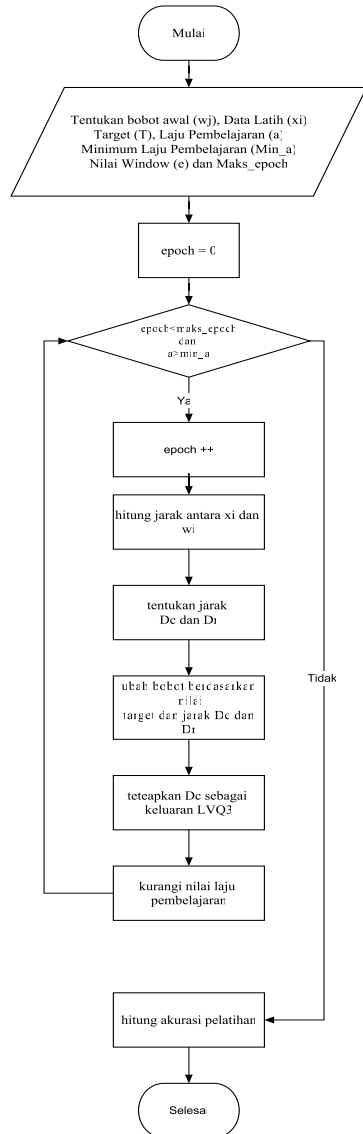 Mulai
Tentukan bobot awal (wj), Data Latih (xi)
Target (T), Laju Pembelajaran (a)
Minimum Laju Pembelajaran (Min_a)
Nilai Window (e) dan Maks_epoch
epoch = 0
epoch<maks_epoch
dan
a>min_a
Ya
epoch ++
hitung jarak antara xi dan
wi
tentukan jarak
Dc dan Dr
ubah bobot berdasarkan
nilai
target dan jarak Dc dan
Dr
Tidak
teteapkan Dc sebagai
keluaran LVQ3
kurangi nilai laju
pembelajaran
hitung akurasi pelatihan
Selesai